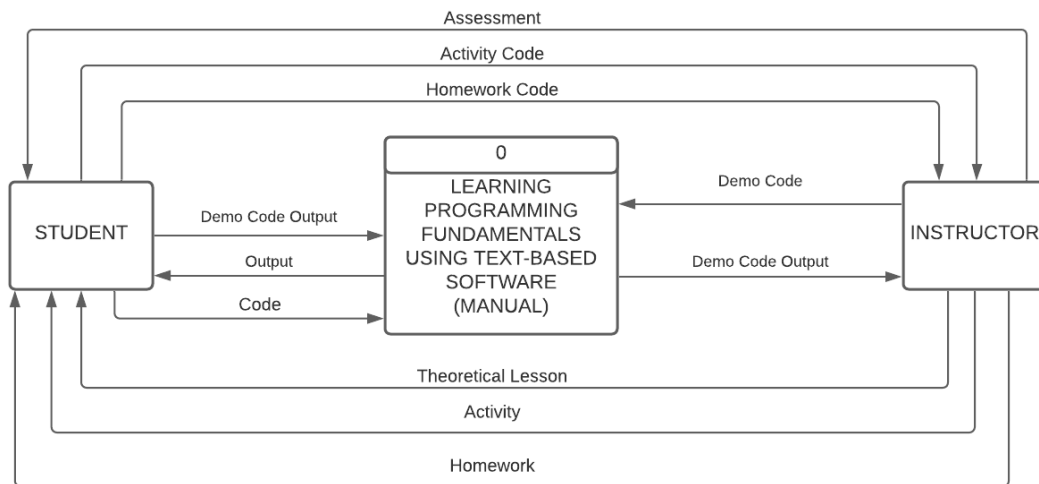 Assessment
Activity Code
Homework Code
0
LEARNING
PROGRAMMING
FUNDAMENTALS
USING TEXT-BASED
SOFTWARE
(MANUAL)
STUDENT
Demo Code Output
Output
Code
Demo Code
Demo Code Output
INSTRUCTOR
Theoretical Lesson
Activity
Homework